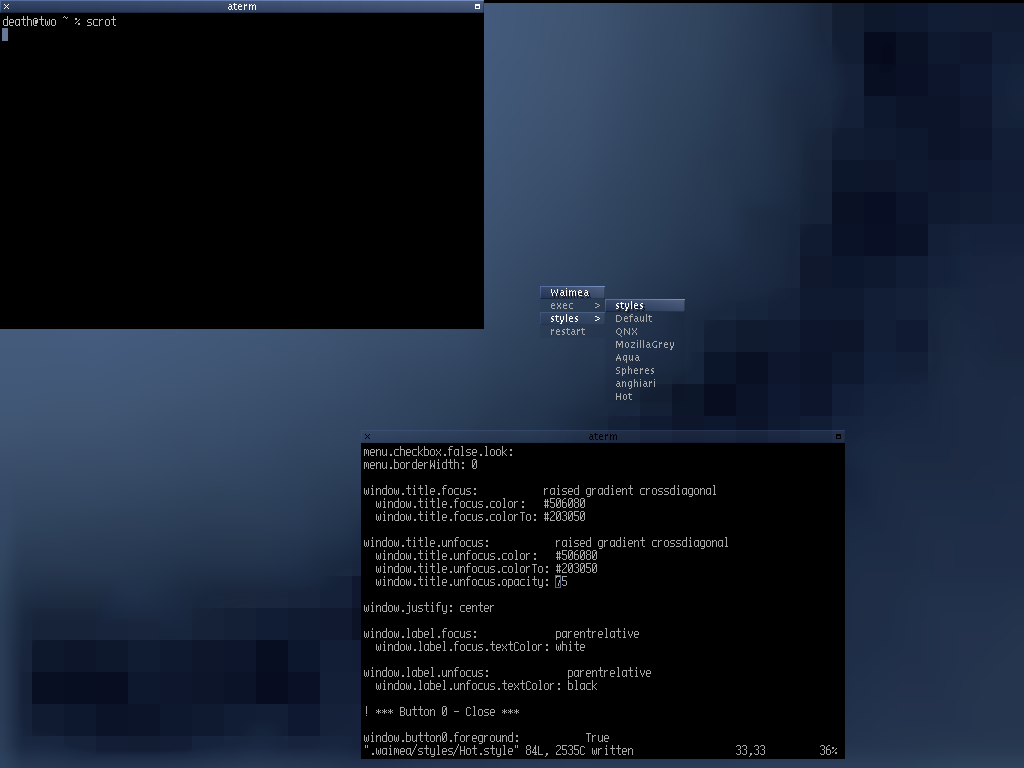 aterm
death@two ~ % scrot
Waimea
exec >
styles >
restart
styles
Default
QNX
MozillaGrey
Aqua
Spheres
anghiari
Hot
aterm
menu.checkbox.false.look:
menu.borderWidth: 0
window.title.focus: raised gradient crossdiagonal
window.title.focus.color: #506080
window.title.focus.colorTo: #203050
window.title.unfocus: raised gradient crossdiagonal
window.title.unfocus.color: #506080
window.title.unfocus.colorTo: #203050
window.title.unfocus.opacity: 75
window.justify: center
window.label.focus: parentrelative
window.label.focus.textColor: white
window.label.unfocus: parentrelative
window.label.unfocus.textColor: black
! *** Button 0 - Close ***
window.button0.foreground: True
".waimea/styles/Hot.style" 84L, 2535C written 33,33 36%